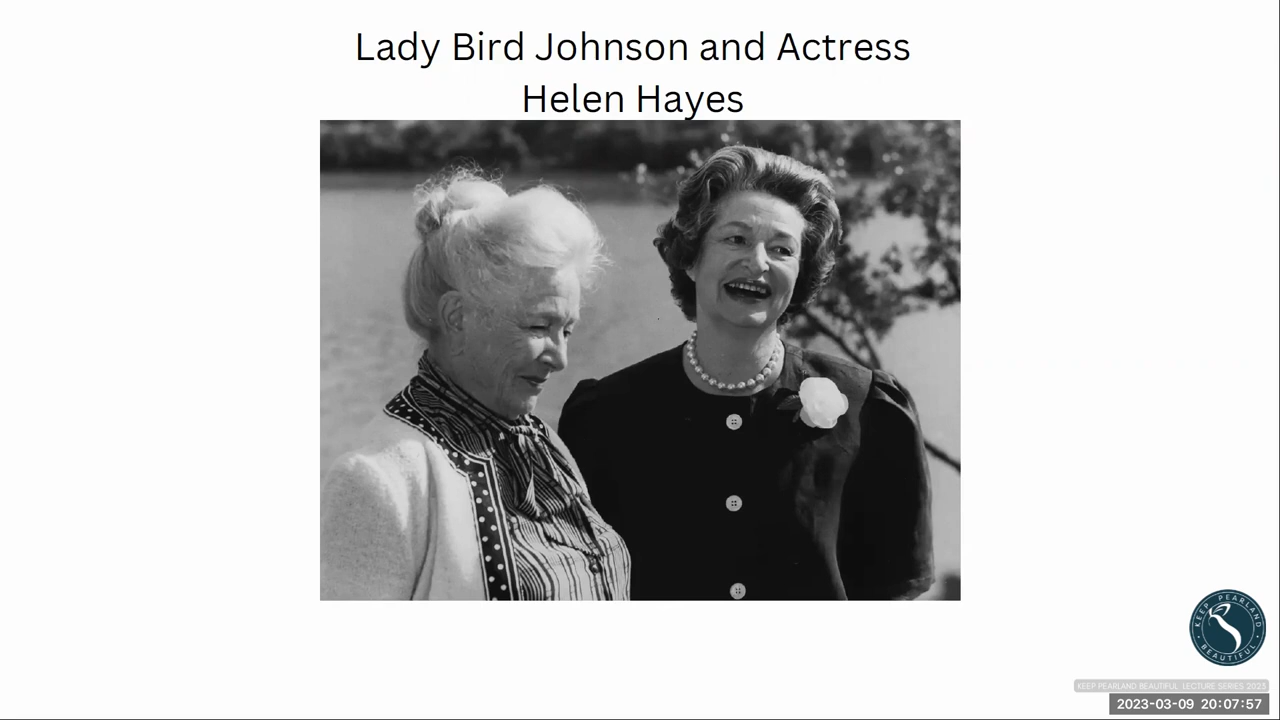 Lady Bird Johnson and Actress
Helen Hayes
KEEP PEARLAND
BEAUTIFUL
KEEP PEARLAND BEAUTIFUL LECTURE SERIES 2023
2023-03-09 20:07:57